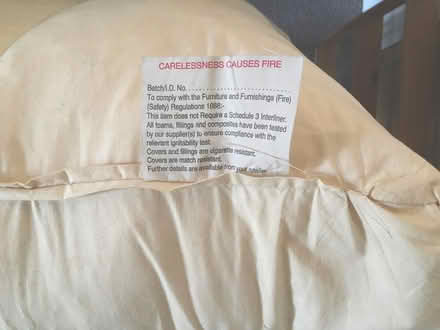 CARELESSNESS CAUSES FIRE
Batch/I.D. No. ........................................
To comply with the Furniture and Furnishings (Fire)
(Safety) Regulations 1988:-
This item does not Require a Schedule 3 Interliner.
All foams, fillings and composites have been tested
by our supplier(s) to ensure compliance with the
relevant ignitability test.
Covers and fillings are cigarette resistant.
Covers are match resistant.
Further details are available from your retailer.